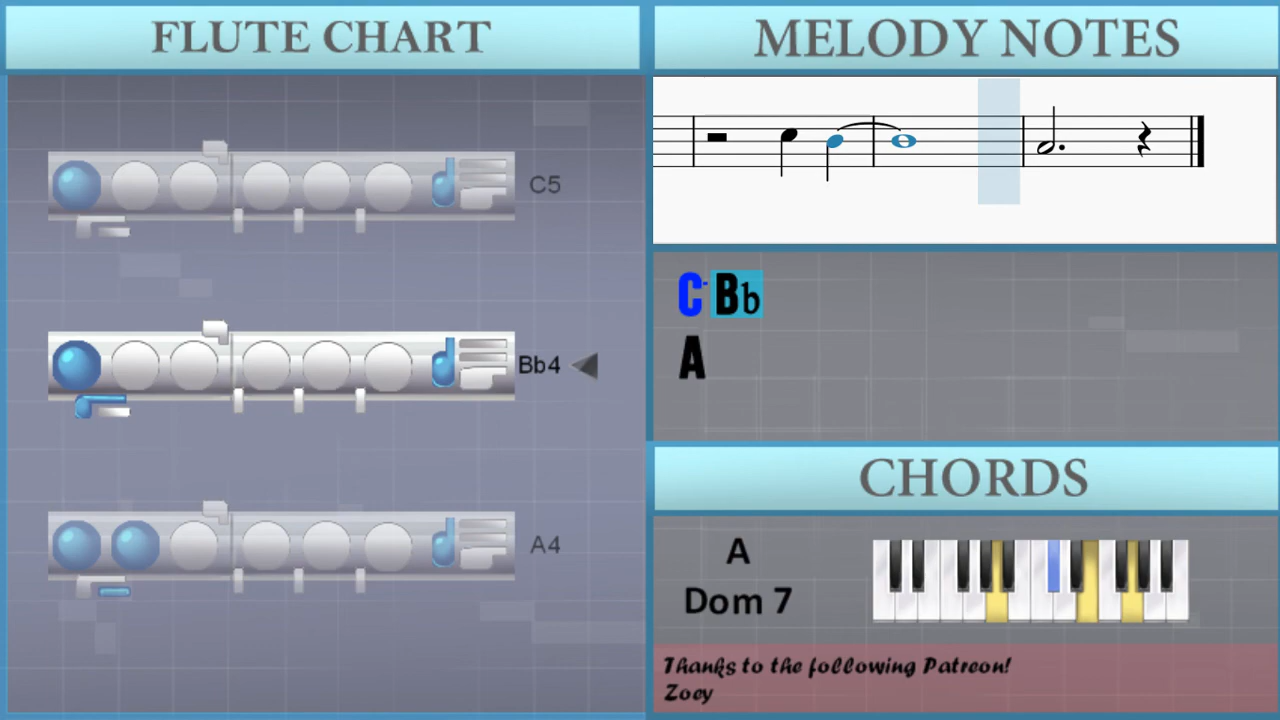 FLUTE CHART
C5
Bb4
A4
MELODY NOTES
C- Bb
A
CHORDS
A
Dom 7
Thanks to the following Patreon!
Zoey